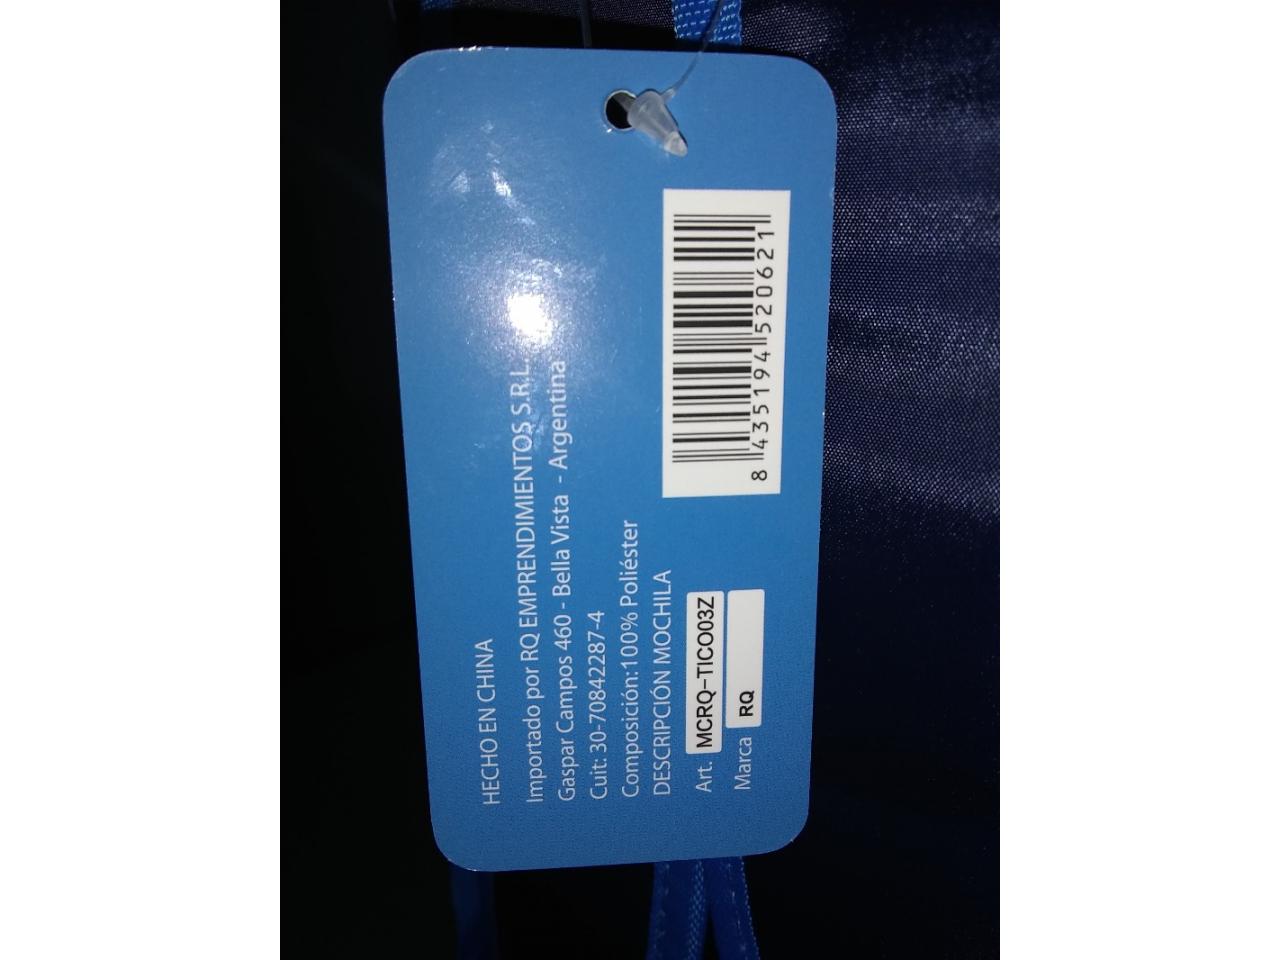 HECHO EN CHINA
Importado por RQ EMPRENDIMIENTOS S.R.L.
Gaspar Campos 460 - Bella Vista - Argentina
Cuit: 30-70842287-4
Composición:100% Poliéster
DESCRIPCIÓN MOCHILA
Art. MCRQ-TICO03Z
Marca RQ
8 435194 520621